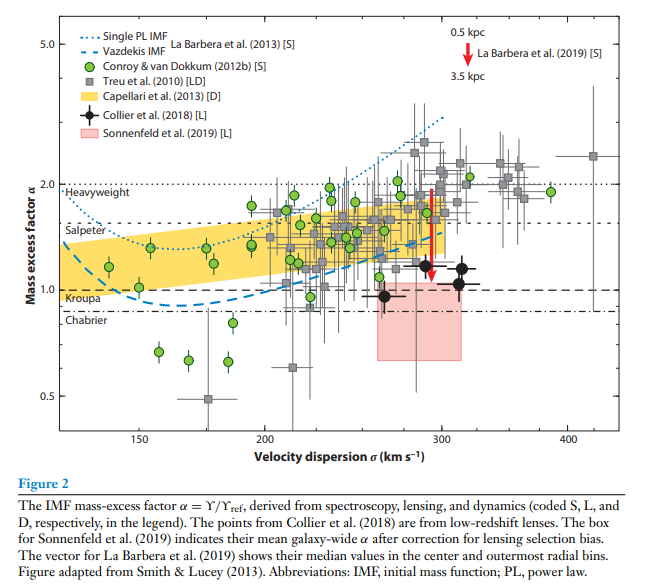 5.0
2.0
1.0
0.5
Mass excess factor α
Single PL IMF
Vazdekis IMF
La Barbera et al. (2013) [S]
Conroy & van Dokkum (2012b) [S]
Treu et al. (2010) [LD]
Capellari et al. (2013) [D]
Collier et al. (2018) [L]
Sonnenfeld et al. (2019) [L]
0.5 kpc
La Barbera et al. (2019) [S]
3.5 kpc
Heavyweight
Salpeter
Kroupa
Chabrier
150
200
300
400
Velocity dispersion σ (km s⁻¹)
Figure 2
The IMF mass-excess factor α = ϒ/ϒref, derived from spectroscopy, lensing, and dynamics (coded S, L, and
D, respectively, in the legend). The points from Collier et al. (2018) are from low-redshift lenses. The box
for Sonnenfeld et al. (2019) indicates their mean galaxy-wide α after correction for lensing selection bias.
The vector for La Barbera et al. (2019) shows their median values in the center and outermost radial bins.
Figure adapted from Smith & Lucey (2013). Abbreviations: IMF, initial mass function; PL, power law.